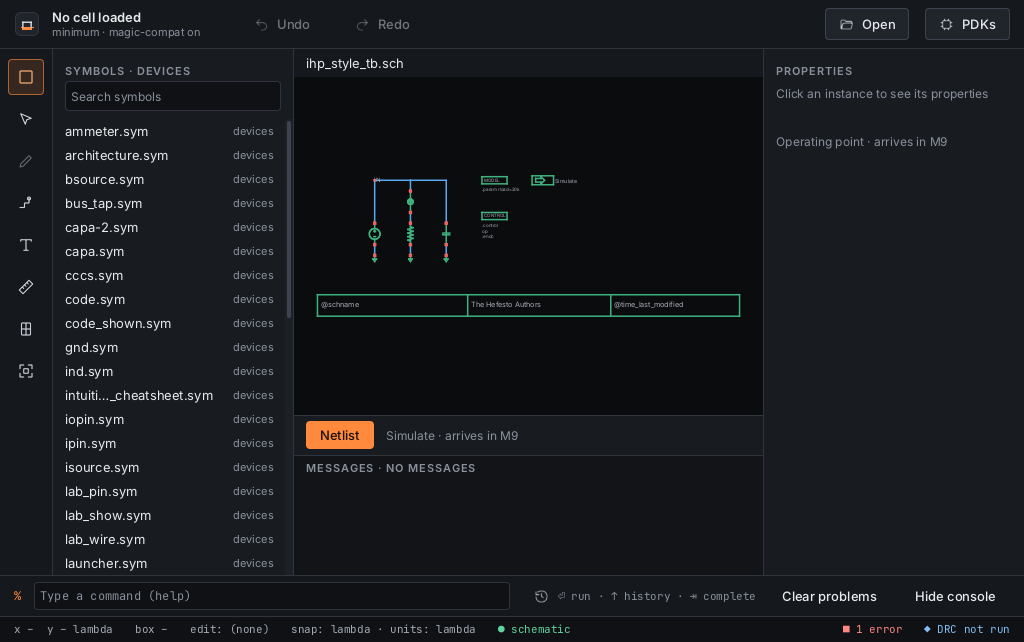 No cell loaded
minimum · magic-compat on
Undo
Redo
Open
PDKs
SYMBOLS · DEVICES
Search symbols
ammeter.sym devices
architecture.sym devices
bsource.sym devices
bus_tap.sym devices
capa-2.sym devices
capa.sym devices
cccs.sym devices
code.sym devices
code_shown.sym devices
gnd.sym devices
ind.sym devices
intuiti…_cheatsheet.sym devices
iopin.sym devices
ipin.sym devices
isource.sym devices
lab_pin.sym devices
lab_show.sym devices
lab_wire.sym devices
launcher.sym devices
ihp_style_tb.sch
MODEL
Simulate
CONTROL
.control
op
@schname
The Hefesto Authors
@time_last_modified
Netlist
Simulate · arrives in M9
MESSAGES · NO MESSAGES
PROPERTIES
Click an instance to see its properties
Operating point · arrives in M9
% Type a command (help)
⏎ run · ↑ history · ⇥ complete
Clear problems
Hide console
x – y – lambda box – edit: (none) snap: lambda · units: lambda ● schematic
■ 1 error ◆ DRC not run